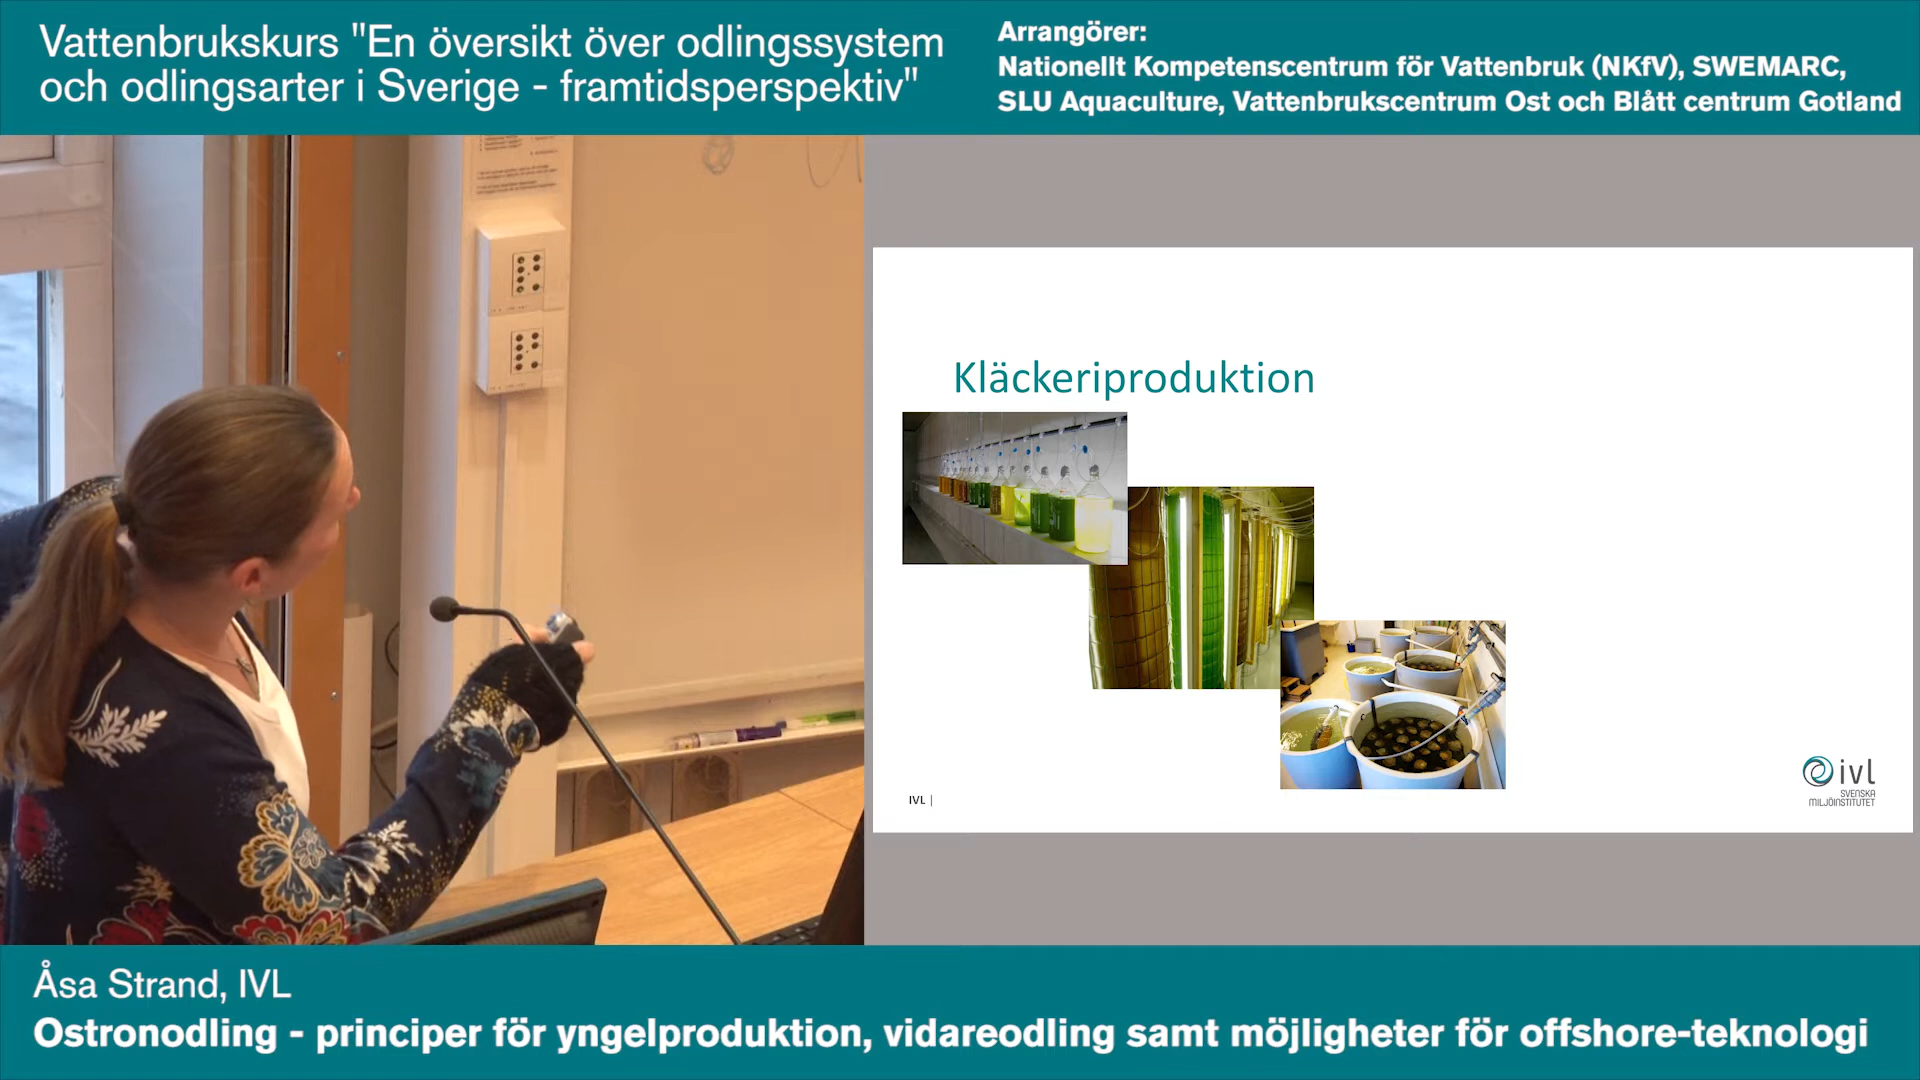 Vattenbrukskurs "En översikt över odlingssystem
och odlingsarter i Sverige - framtidsperspektiv"
Arrangörer:
Nationellt Kompetenscentrum för Vattenbruk (NKfV), SWEMARC,
SLU Aquaculture, Vattenbrukscentrum Ost och Blått centrum Gotland
Kläckeriproduktion
IVL |
ivl
SVENSKA
MILJÖINSTITUTET
Åsa Strand, IVL
Ostronodling - principer för yngelproduktion, vidareodling samt möjligheter för offshore-teknologi